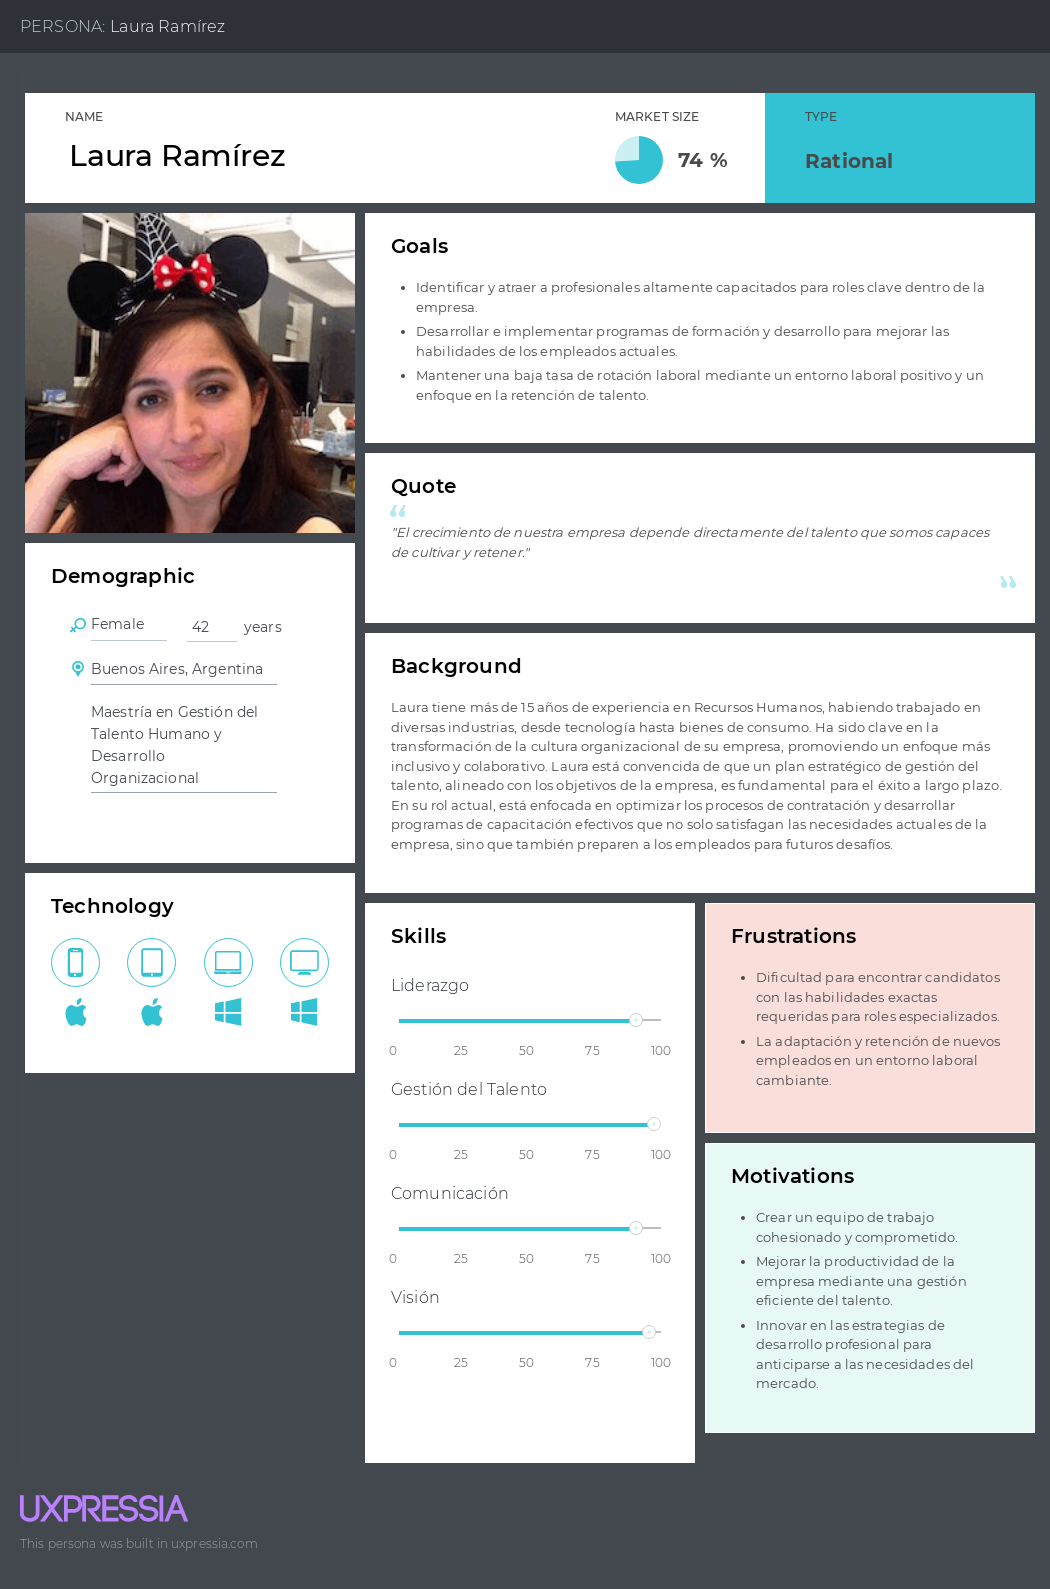 PERSONA: Laura Ramírez
NAME
Laura Ramírez
MARKET SIZE
74 %
TYPE
Rational
Goals
Identificar y atraer a profesionales altamente capacitados para roles clave dentro de la
empresa.
Desarrollar e implementar programas de formación y desarrollo para mejorar las
habilidades de los empleados actuales.
Mantener una baja tasa de rotación laboral mediante un entorno laboral positivo y un
enfoque en la retención de talento.
Quote
"El crecimiento de nuestra empresa depende directamente del talento que somos capaces
de cultivar y retener."
Demographic
Female 42 years
Buenos Aires, Argentina
Maestría en Gestión del
Talento Humano y
Desarrollo
Organizacional
Background
Laura tiene más de 15 años de experiencia en Recursos Humanos, habiendo trabajado en
diversas industrias, desde tecnología hasta bienes de consumo. Ha sido clave en la
transformación de la cultura organizacional de su empresa, promoviendo un enfoque más
inclusivo y colaborativo. Laura está convencida de que un plan estratégico de gestión del
talento, alineado con los objetivos de la empresa, es fundamental para el éxito a largo plazo.
En su rol actual, está enfocada en optimizar los procesos de contratación y desarrollar
programas de capacitación efectivos que no solo satisfagan las necesidades actuales de la
empresa, sino que también preparen a los empleados para futuros desafíos.
Technology
Skills
Liderazgo
0 25 50 75 100
Gestión del Talento
0 25 50 75 100
Comunicación
0 25 50 75 100
Visión
0 25 50 75 100
Frustrations
Dificultad para encontrar candidatos
con las habilidades exactas
requeridas para roles especializados.
La adaptación y retención de nuevos
empleados en un entorno laboral
cambiante.
Motivations
Crear un equipo de trabajo
cohesionado y comprometido.
Mejorar la productividad de la
empresa mediante una gestión
eficiente del talento.
Innovar en las estrategias de
desarrollo profesional para
anticiparse a las necesidades del
mercado.
UXPRESSIA
This persona was built in uxpressia.com